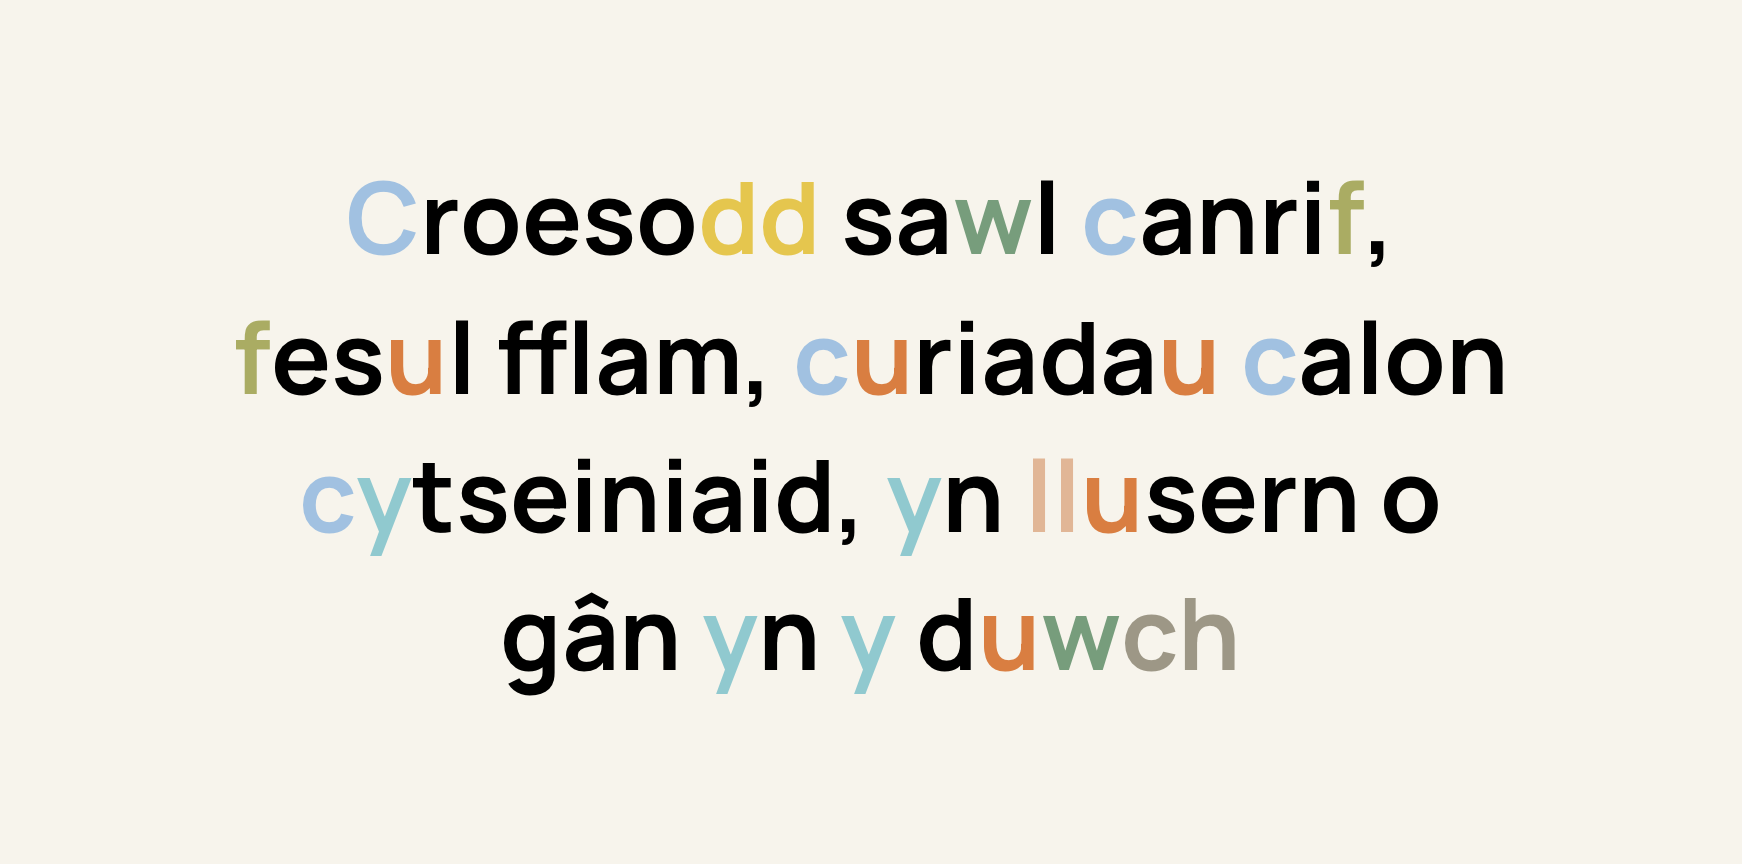 Croesodd sawl canrif,
fesul fflam, curiadau calon
cytseiniaid, yn llusern o
gân yn y duwch